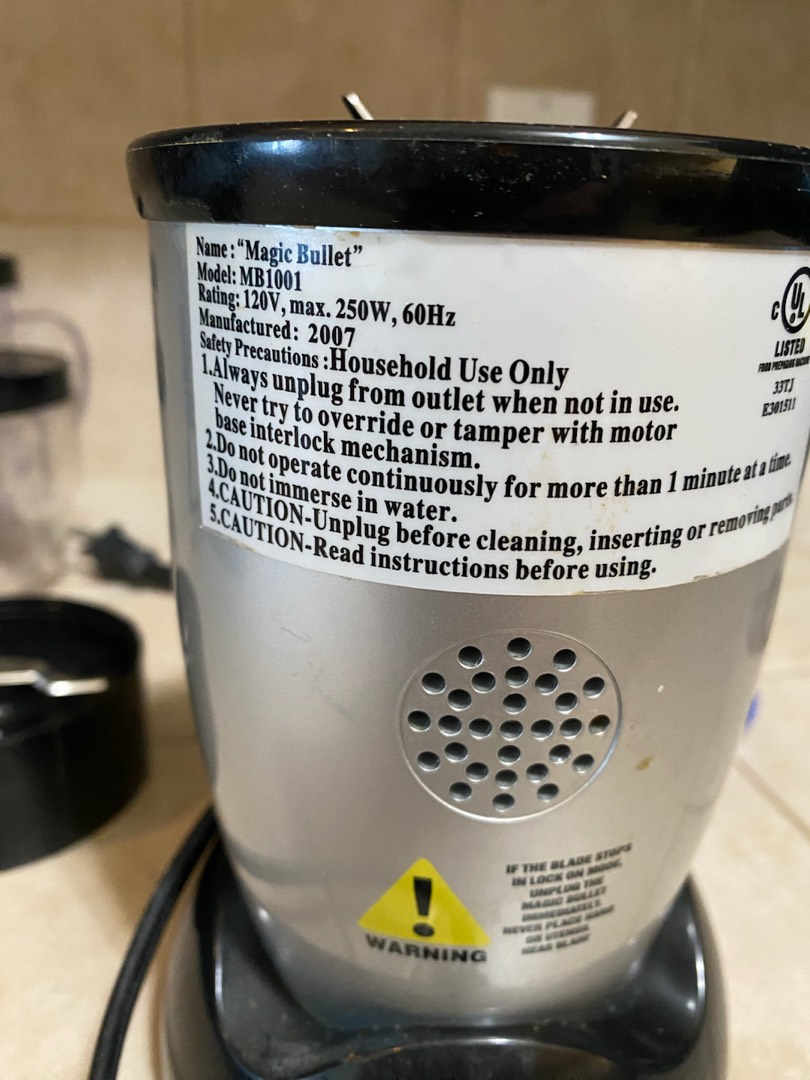 Name : “Magic Bullet”
Model: MB1001
Rating: 120V, max. 250W, 60Hz
Manufactured: 2007
Safety Precautions :Household Use Only
1.Always unplug from outlet when not in use.
Never try to override or tamper with motor
base interlock mechanism.
2.Do not operate continuously for more than 1 minute at a time.
3.Do not immerse in water.
4.CAUTION-Unplug before cleaning, inserting or removing parts.
5.CAUTION-Read instructions before using.
C UL
LISTED
FOOD PREPARING
33TJ
E301511
WARNING
IF THE BLADE STOPS
IN LOCK ON MODE,
UNPLUG THE
MAGIC BULLET
IMMEDIATELY.
NEVER PLACE HAND
OR UTENSIL
NEAR BLADE